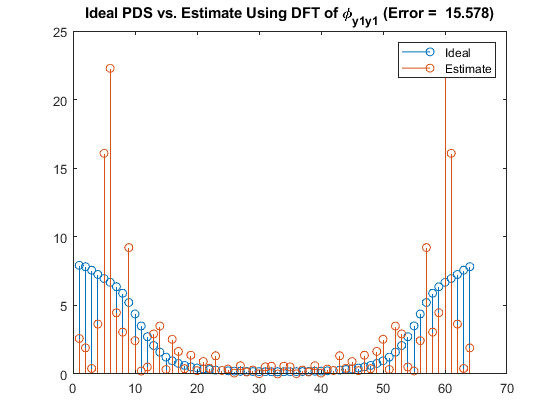 Ideal PDS vs. Estimate Using DFT of ϕy1y1 (Error = 15.578)
25
20
15
10
5
0
0 10 20 30 40 50 60 70
Ideal
Estimate